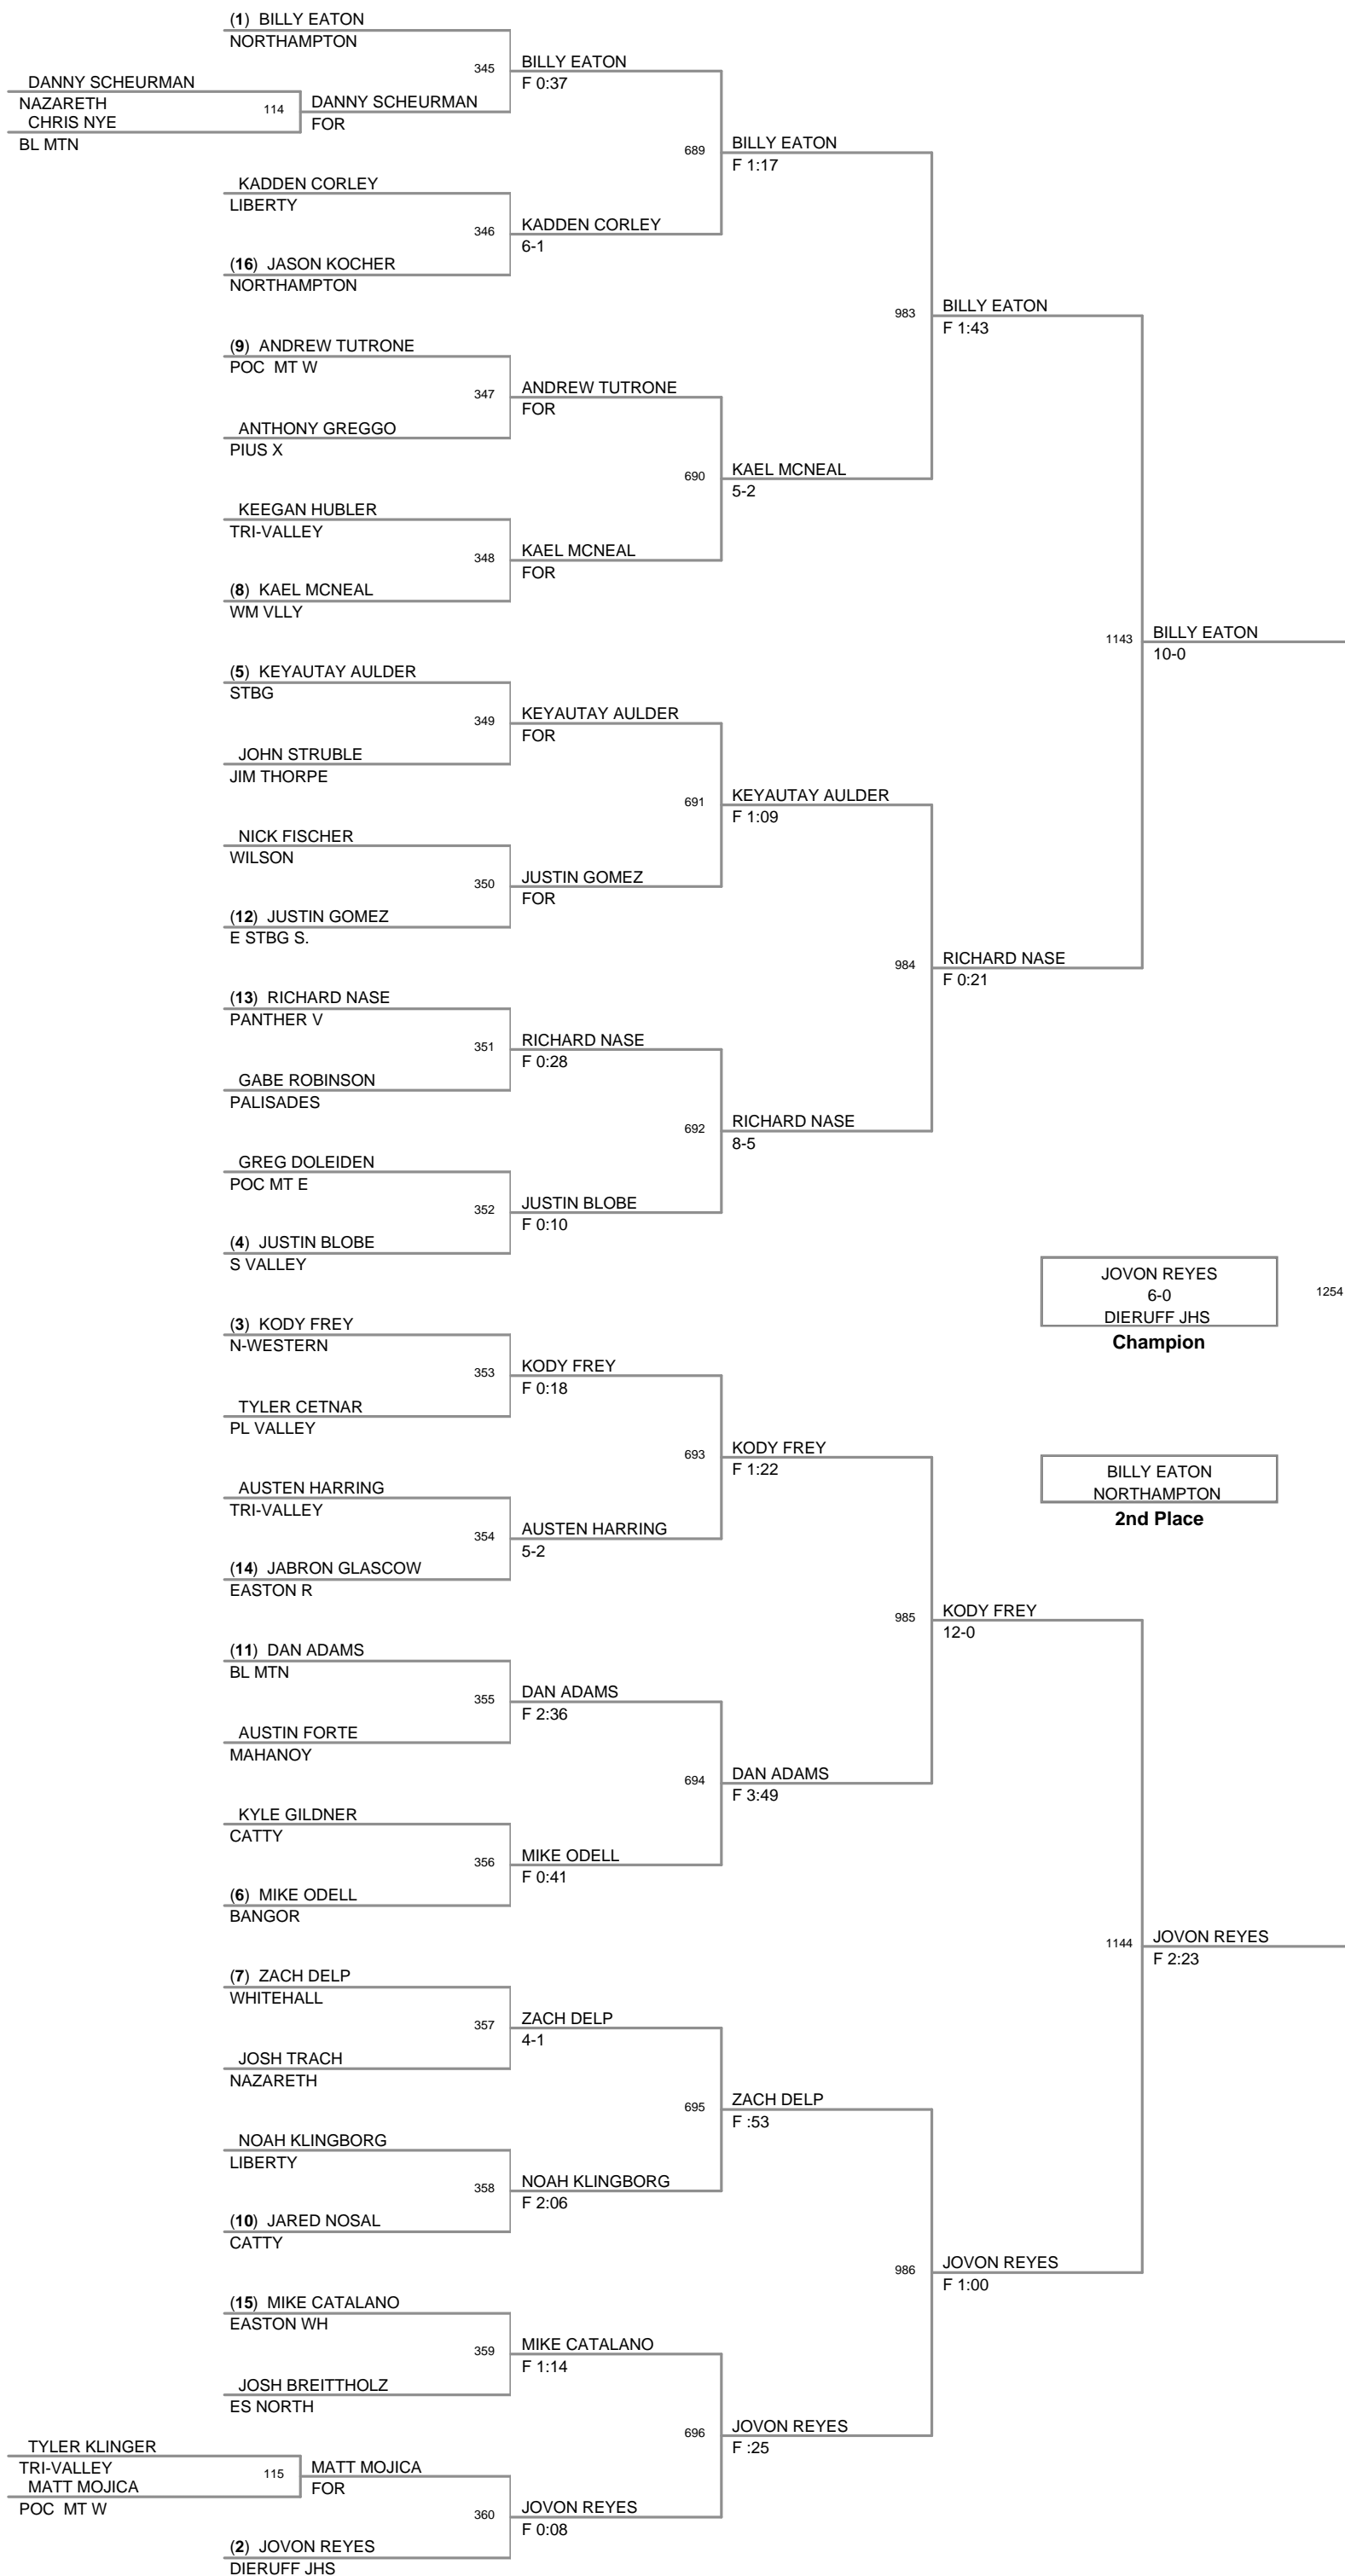 (1) BILLY EATON
NORTHAMPTON
345
BILLY EATON
F 0:37
DANNY SCHEURMAN
NAZARETH
CHRIS NYE
BL MTN
114
DANNY SCHEURMAN
FOR
689
BILLY EATON
F 1:17
KADDEN CORLEY
LIBERTY
346
KADDEN CORLEY
6-1
(16) JASON KOCHER
NORTHAMPTON
983
BILLY EATON
F 1:43
(9) ANDREW TUTRONE
POC MT W
347
ANDREW TUTRONE
FOR
ANTHONY GREGGO
PIUS X
690
KAEL MCNEAL
5-2
KEEGAN HUBLER
TRI-VALLEY
348
KAEL MCNEAL
FOR
(8) KAEL MCNEAL
WM VLLY
1143
BILLY EATON
10-0
(5) KEYAUTAY AULDER
STBG
349
KEYAUTAY AULDER
FOR
JOHN STRUBLE
JIM THORPE
691
KEYAUTAY AULDER
F 1:09
NICK FISCHER
WILSON
350
JUSTIN GOMEZ
FOR
(12) JUSTIN GOMEZ
E STBG S.
984
RICHARD NASE
F 0:21
(13) RICHARD NASE
PANTHER V
351
RICHARD NASE
F 0:28
GABE ROBINSON
PALISADES
692
RICHARD NASE
8-5
GREG DOLEIDEN
POC MT E
352
JUSTIN BLOBE
F 0:10
(4) JUSTIN BLOBE
S VALLEY
JOVON REYES
6-0
DIERUFF JHS
Champion
1254
(3) KODY FREY
N-WESTERN
353
KODY FREY
F 0:18
TYLER CETNAR
PL VALLEY
693
KODY FREY
F 1:22
BILLY EATON
NORTHAMPTON
2nd Place
AUSTEN HARRING
TRI-VALLEY
354
AUSTEN HARRING
5-2
(14) JABRON GLASCOW
EASTON R
985
KODY FREY
12-0
(11) DAN ADAMS
BL MTN
355
DAN ADAMS
F 2:36
AUSTIN FORTE
MAHANOY
694
DAN ADAMS
F 3:49
KYLE GILDNER
CATTY
356
MIKE ODELL
F 0:41
(6) MIKE ODELL
BANGOR
1144
JOVON REYES
F 2:23
(7) ZACH DELP
WHITEHALL
357
ZACH DELP
4-1
JOSH TRACH
NAZARETH
695
ZACH DELP
F :53
NOAH KLINGBORG
LIBERTY
358
NOAH KLINGBORG
F 2:06
(10) JARED NOSAL
CATTY
986
JOVON REYES
F 1:00
(15) MIKE CATALANO
EASTON WH
359
MIKE CATALANO
F 1:14
JOSH BREITTHOLZ
ES NORTH
696
JOVON REYES
F :25
TYLER KLINGER
TRI-VALLEY
MATT MOJICA
POC MT W
115
MATT MOJICA
FOR
360
JOVON REYES
F 0:08
(2) JOVON REYES
DIERUFF JHS